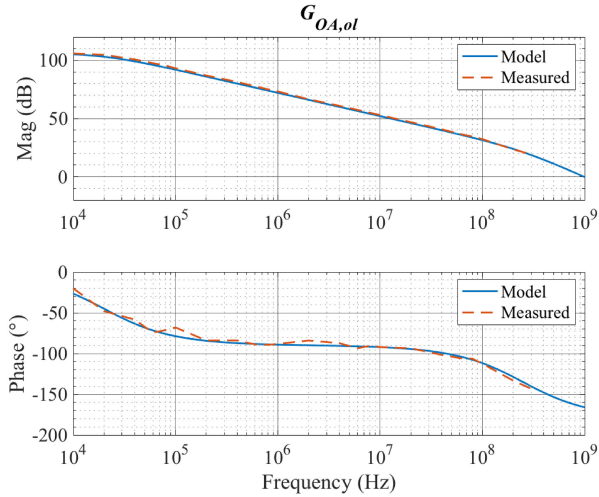 G_OA,ol
Mag (dB)
100
50
0
Model
Measured
10^4 10^5 10^6 10^7 10^8 10^9
Phase (°)
0
-50
-100
-150
-200
Model
Measured
10^4 10^5 10^6 10^7 10^8 10^9
Frequency (Hz)